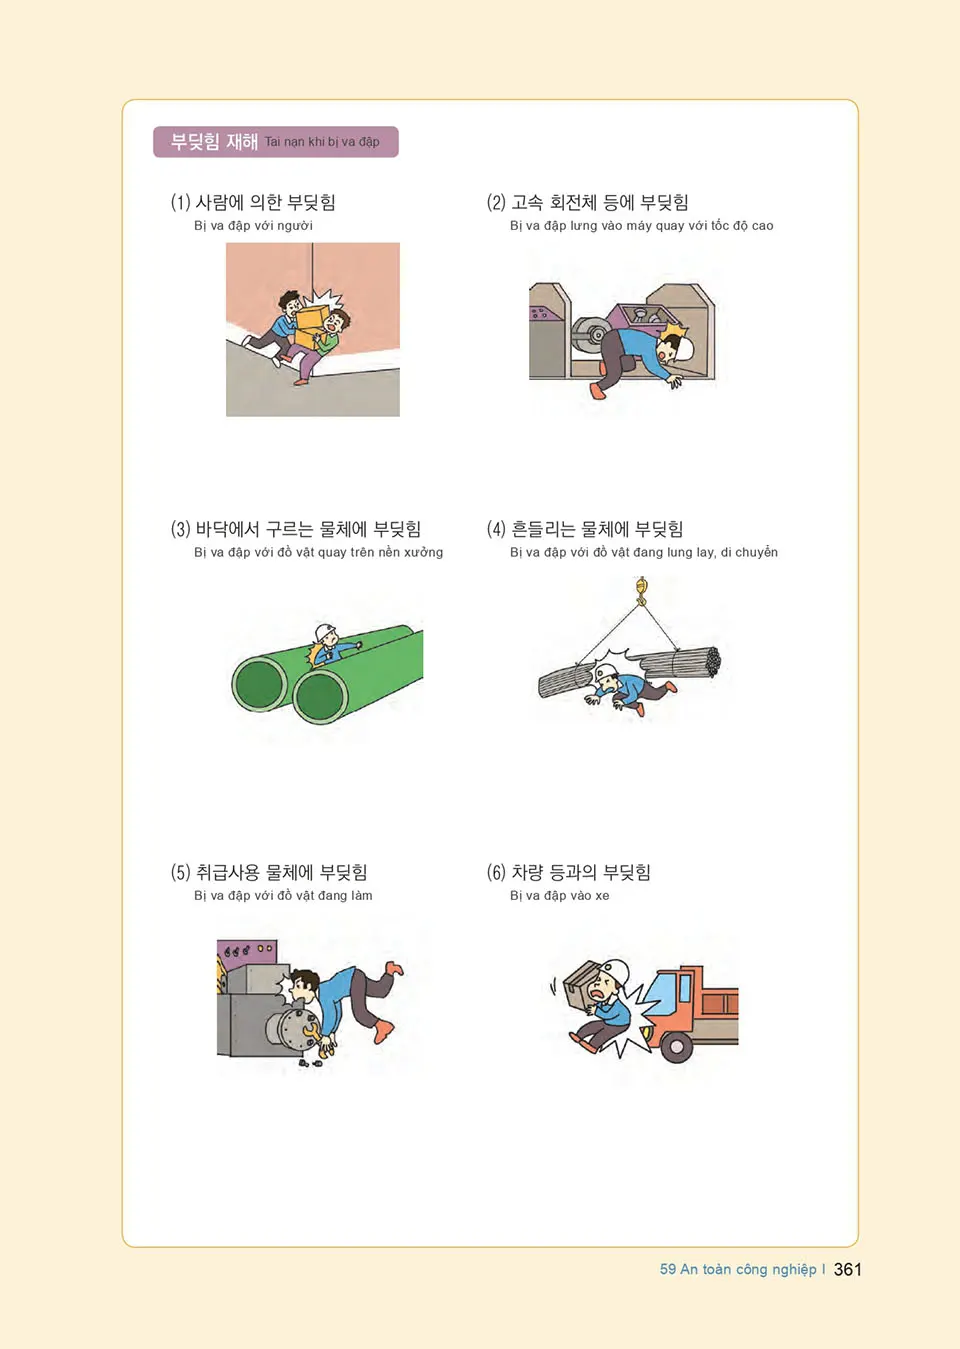 부딪힘 재해 Tai nạn khi bị va đập
(1) 사람에 의한 부딪힘
Bị va đập với người
(2) 고속 회전체 등에 부딪힘
Bị va đập lưng vào máy quay với tốc độ cao
(3) 바닥에서 구르는 물체에 부딪힘
Bị va đập với đồ vật quay trên nền xưởng
(4) 흔들리는 물체에 부딪힘
Bị va đập với đồ vật đang lung lay, di chuyển
(5) 취급사용 물체에 부딪힘
Bị va đập với đồ vật đang làm
(6) 차량 등과의 부딪힘
Bị va đập vào xe
59 An toàn công nghiệp I 361